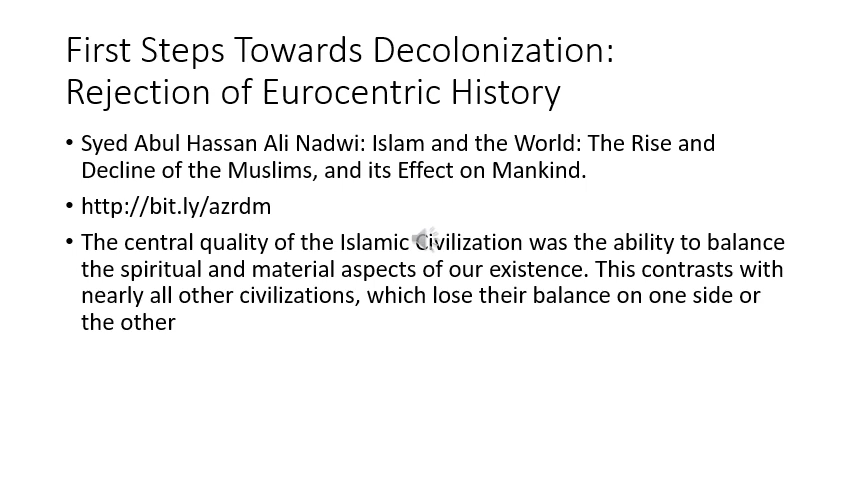 First Steps Towards Decolonization:
Rejection of Eurocentric History
• Syed Abul Hassan Ali Nadwi: Islam and the World: The Rise and
Decline of the Muslims, and its Effect on Mankind.
• http://bit.ly/azrdm
• The central quality of the Islamic Civilization was the ability to balance
the spiritual and material aspects of our existence. This contrasts with
nearly all other civilizations, which lose their balance on one side or
the other